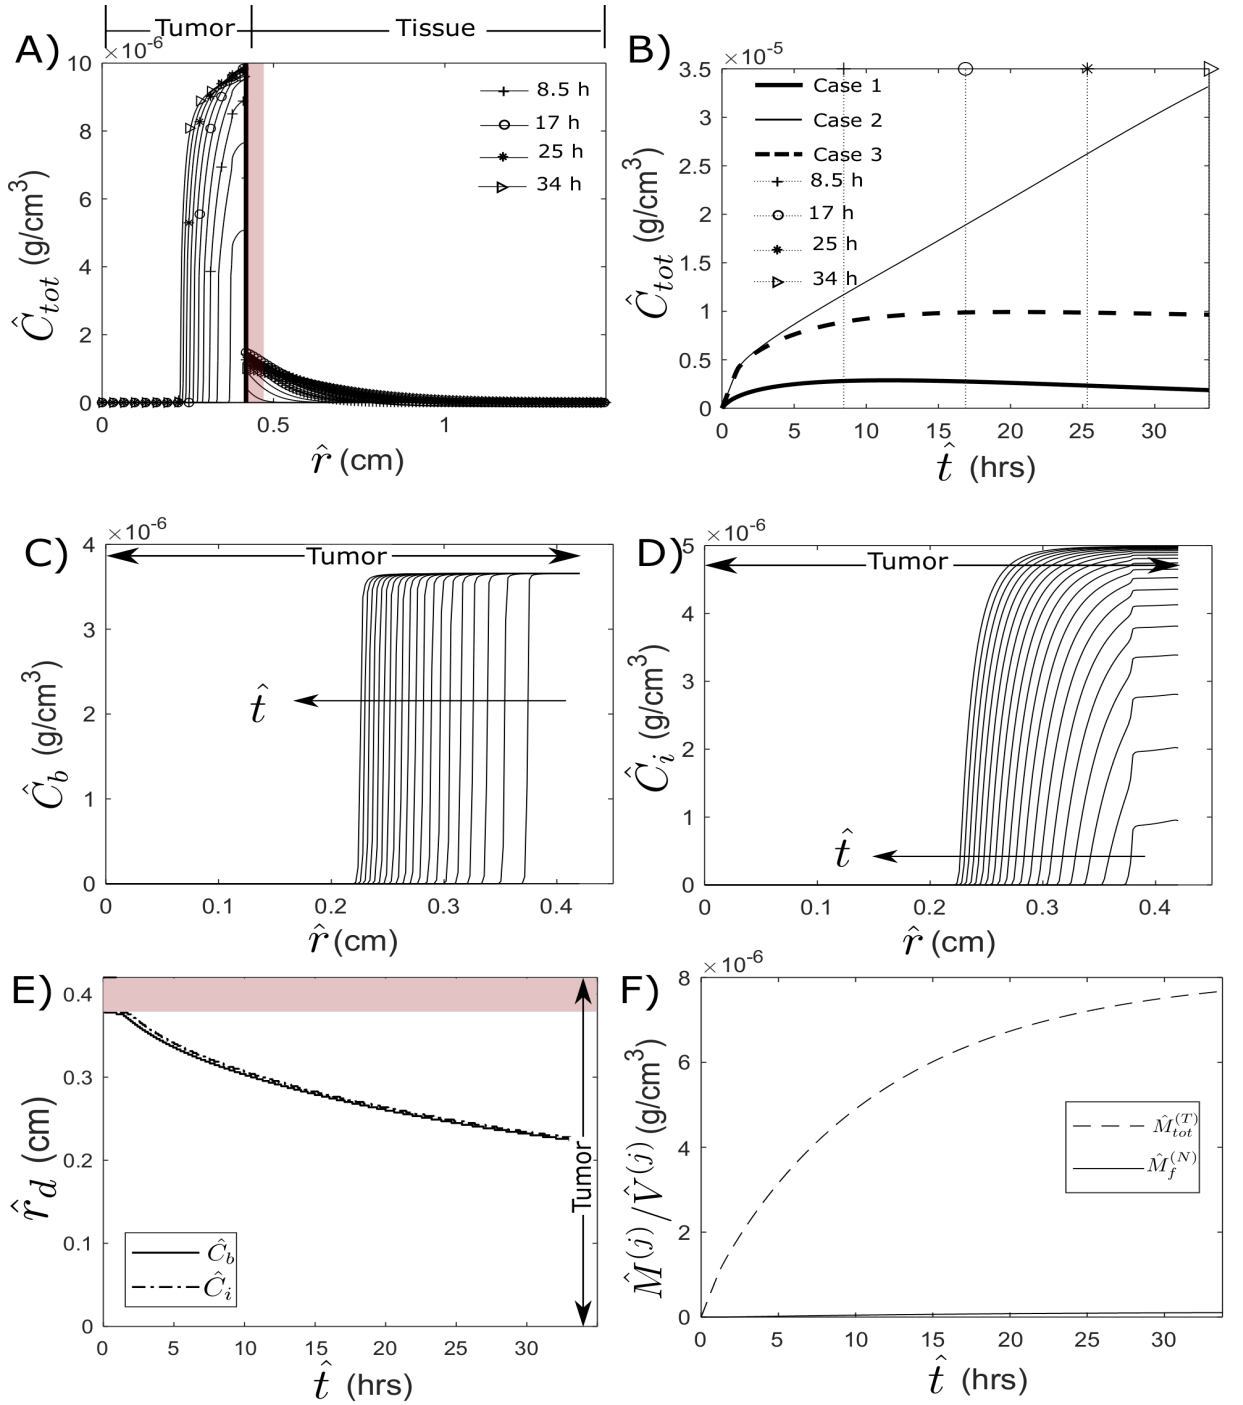 Tumor Tissue
A)
×10⁻⁶
10
8
6
4
2
0
Ĉ_tot (g/cm³)
8.5 h
17 h
25 h
34 h
0 0.5 1
r̂ (cm)
B)
×10⁻⁵
3.5
3
2.5
2
1.5
1
0.5
0
Ĉ_tot (g/cm³)
Case 1
Case 2
Case 3
8.5 h
17 h
25 h
34 h
0 5 10 15 20 25 30
t̂ (hrs)
C)
×10⁻⁶
Tumor
4
3
2
1
0
Ĉ_b (g/cm³)
t̂
0 0.1 0.2 0.3 0.4
r̂ (cm)
D)
×10⁻⁶
Tumor
5
4
3
2
1
0
Ĉ_i (g/cm³)
t̂
0 0.1 0.2 0.3 0.4
r̂ (cm)
E)
0.4
0.3
0.2
0.1
0
r̂_d (cm)
Tumor
Ĉ_b
Ĉ_i
0 5 10 15 20 25 30
t̂ (hrs)
F)
×10⁻⁶
8
6
4
2
0
M̂^(j)/V̂^(j) (g/cm³)
M̂_tot^(T)
M̂_f^(N)
0 5 10 15 20 25 30
t̂ (hrs)